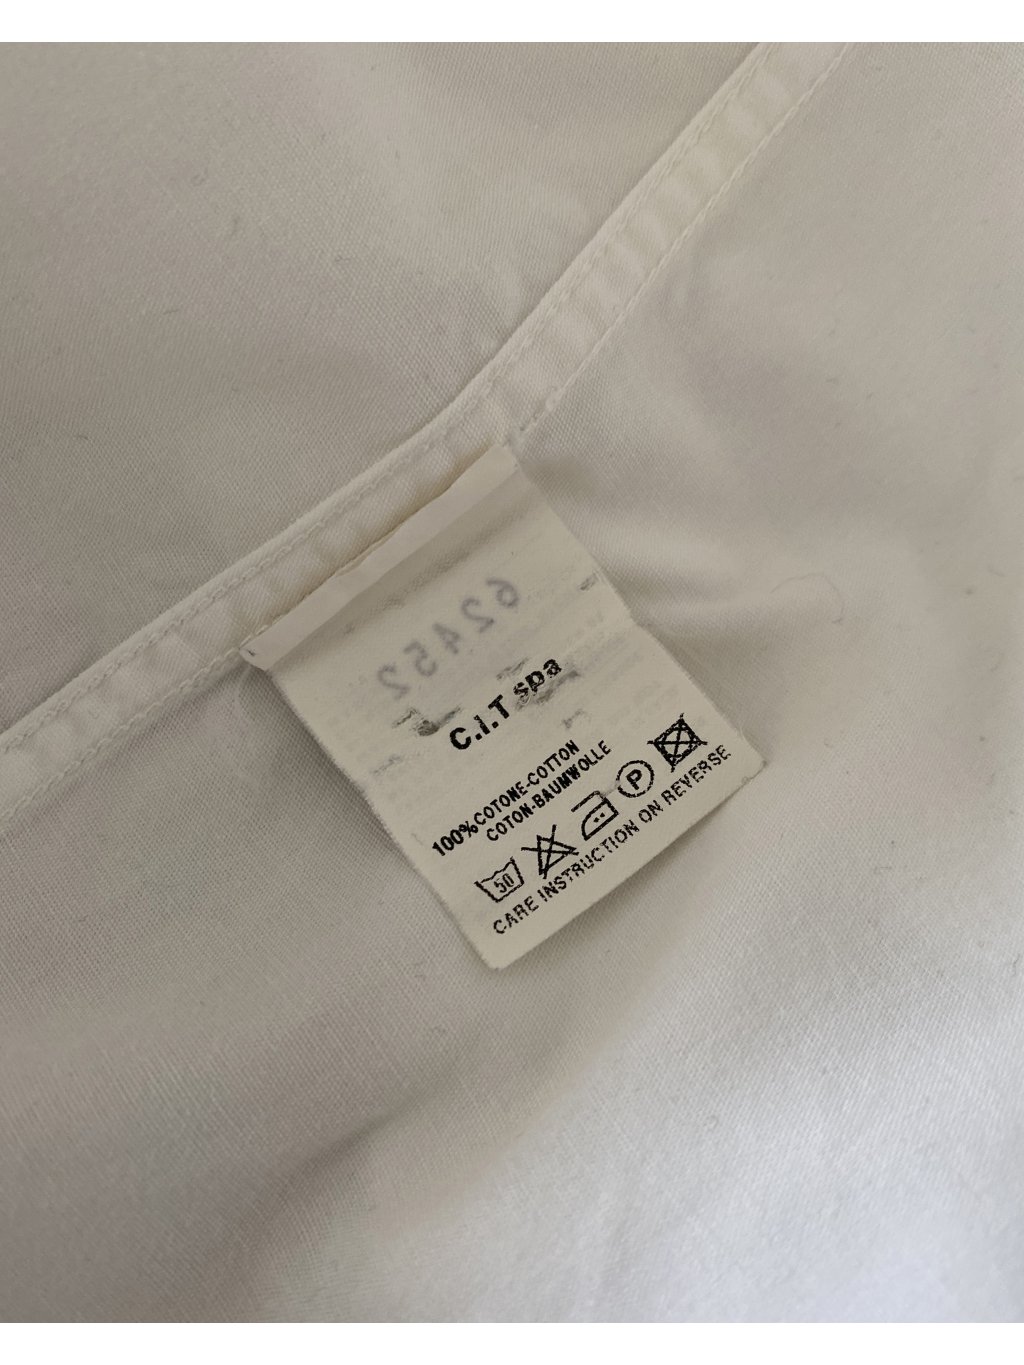 62452
C.I.T spa
100%COTONE-COTTON
COTON-BAUMWOLLE
50 P
CARE INSTRUCTION ON REVERSE